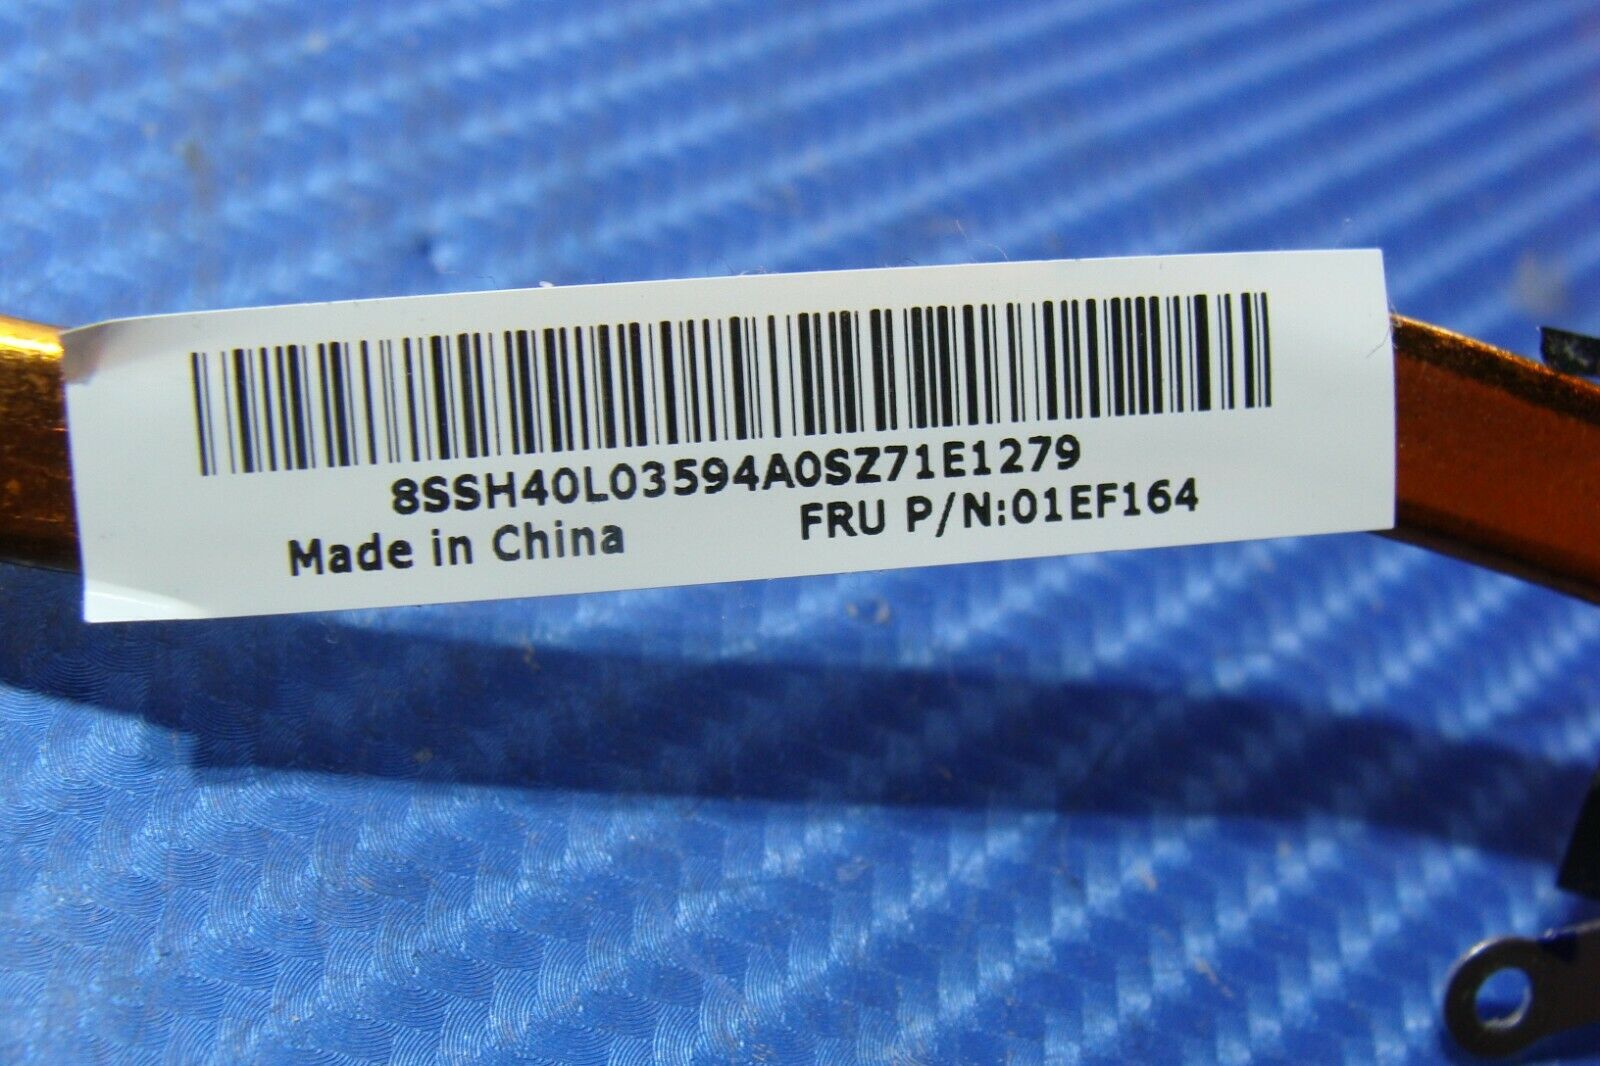 8SSH40L03594A0SZ71E1279
Made in China FRU P/N:01EF164